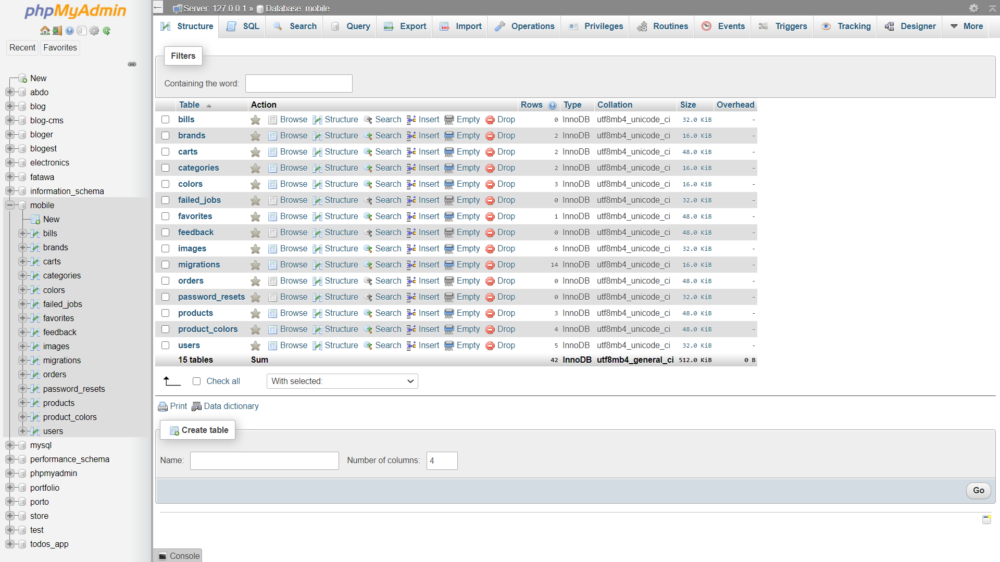 phpMyAdmin
Recent Favorites
New
abdo
blog
blog-cms
bloger
blogest
electronics
fatawa
information_schema
mobile
New
bills
brands
carts
categories
colors
failed_jobs
favorites
feedback
images
migrations
orders
password_resets
products
product_colors
users
mysql
performance_schema
phpmyadmin
portfolio
porto
store
test
todos_app
Server: 127.0.0.1 » Database: mobile
Structure SQL Search Query Export Import Operations Privileges Routines Events Triggers Tracking Designer More
Filters
Containing the word:
Table Action Rows Type Collation Size Overhead
bills Browse Structure Search Insert Empty Drop 0 InnoDB utf8mb4_unicode_ci 32.0 KiB -
brands Browse Structure Search Insert Empty Drop 2 InnoDB utf8mb4_unicode_ci 16.0 KiB -
carts Browse Structure Search Insert Empty Drop 2 InnoDB utf8mb4_unicode_ci 48.0 KiB -
categories Browse Structure Search Insert Empty Drop 2 InnoDB utf8mb4_unicode_ci 16.0 KiB -
colors Browse Structure Search Insert Empty Drop 3 InnoDB utf8mb4_unicode_ci 16.0 KiB -
failed_jobs Browse Structure Search Insert Empty Drop 0 InnoDB utf8mb4_unicode_ci 32.0 KiB -
favorites Browse Structure Search Insert Empty Drop 1 InnoDB utf8mb4_unicode_ci 48.0 KiB -
feedback Browse Structure Search Insert Empty Drop 0 InnoDB utf8mb4_unicode_ci 48.0 KiB -
images Browse Structure Search Insert Empty Drop 6 InnoDB utf8mb4_unicode_ci 32.0 KiB -
migrations Browse Structure Search Insert Empty Drop 14 InnoDB utf8mb4_unicode_ci 16.0 KiB -
orders Browse Structure Search Insert Empty Drop 0 InnoDB utf8mb4_unicode_ci 48.0 KiB -
password_resets Browse Structure Search Insert Empty Drop 0 InnoDB utf8mb4_unicode_ci 32.0 KiB -
products Browse Structure Search Insert Empty Drop 3 InnoDB utf8mb4_unicode_ci 48.0 KiB -
product_colors Browse Structure Search Insert Empty Drop 4 InnoDB utf8mb4_unicode_ci 48.0 KiB -
users Browse Structure Search Insert Empty Drop 5 InnoDB utf8mb4_unicode_ci 32.0 KiB -
15 tables Sum 42 InnoDB utf8mb4_general_ci 512.0 KiB 0 B
Check all With selected:
Print Data dictionary
Create table
Name: Number of columns: 4
Go
Console